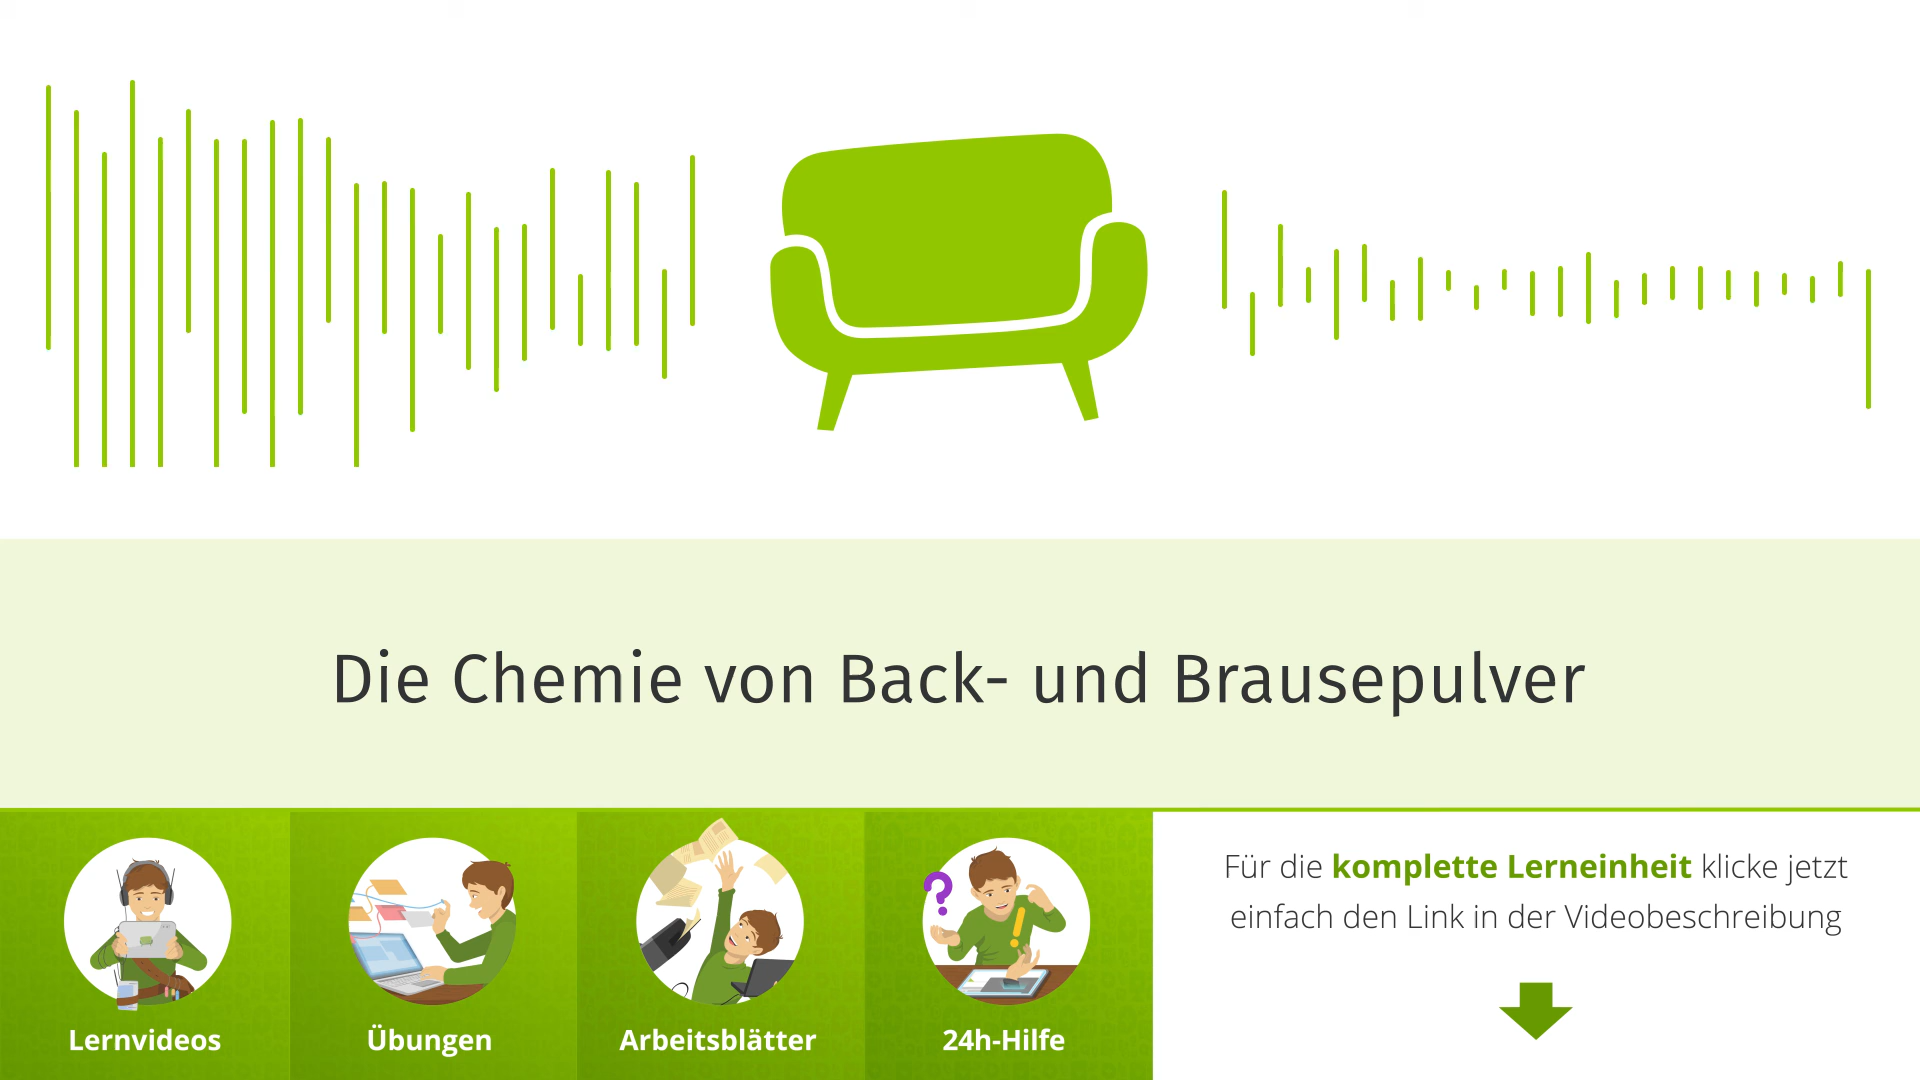 Die Chemie von Back- und Brausepulver
Für die komplette Lerneinheit klicke jetzt
einfach den Link in der Videobeschreibung
Lernvideos
Übungen
Arbeitsblätter
24h-Hilfe